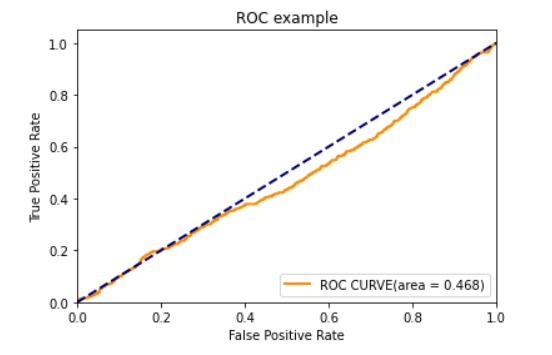 ROC example
True Positive Rate
1.0
0.8
0.6
0.4
0.2
0.0
ROC CURVE(area = 0.468)
0.0 0.2 0.4 0.6 0.8 1.0
False Positive Rate